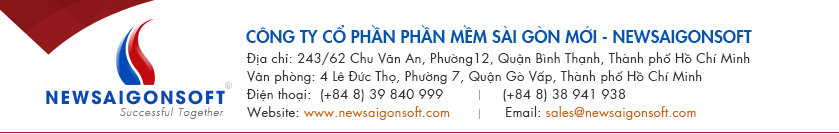 CÔNG TY CỔ PHẦN PHẦN MỀM SÀI GÒN MỚI - NEWSAIGONSOFT
Địa chỉ: 243/62 Chu Văn An, Phường12, Quận Bình Thạnh, Thành phố Hồ Chí Minh
Văn phòng: 4 Lê Đức Thọ, Phường 7, Quận Gò Vấp, Thành phố Hồ Chí Minh
Điện thoại: (+84 8) 39 840 999 | (+84 8) 38 941 938
Website: www.newsaigonsoft.com | Email: sales@newsaigonsoft.com
NEWSAIGONSOFT ©
Successful Together